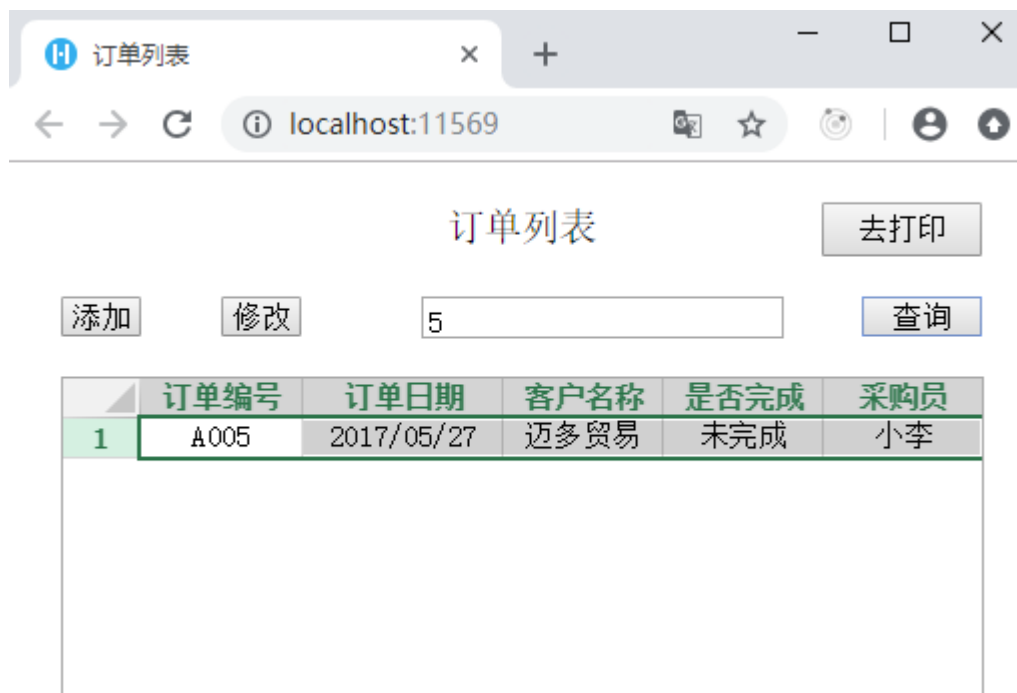 订单列表
localhost:11569
订单列表 去打印
添加 修改 5 查询
订单编号 订单日期 客户名称 是否完成 采购员
1 A005 2017/05/27 迈多贸易 未完成 小李